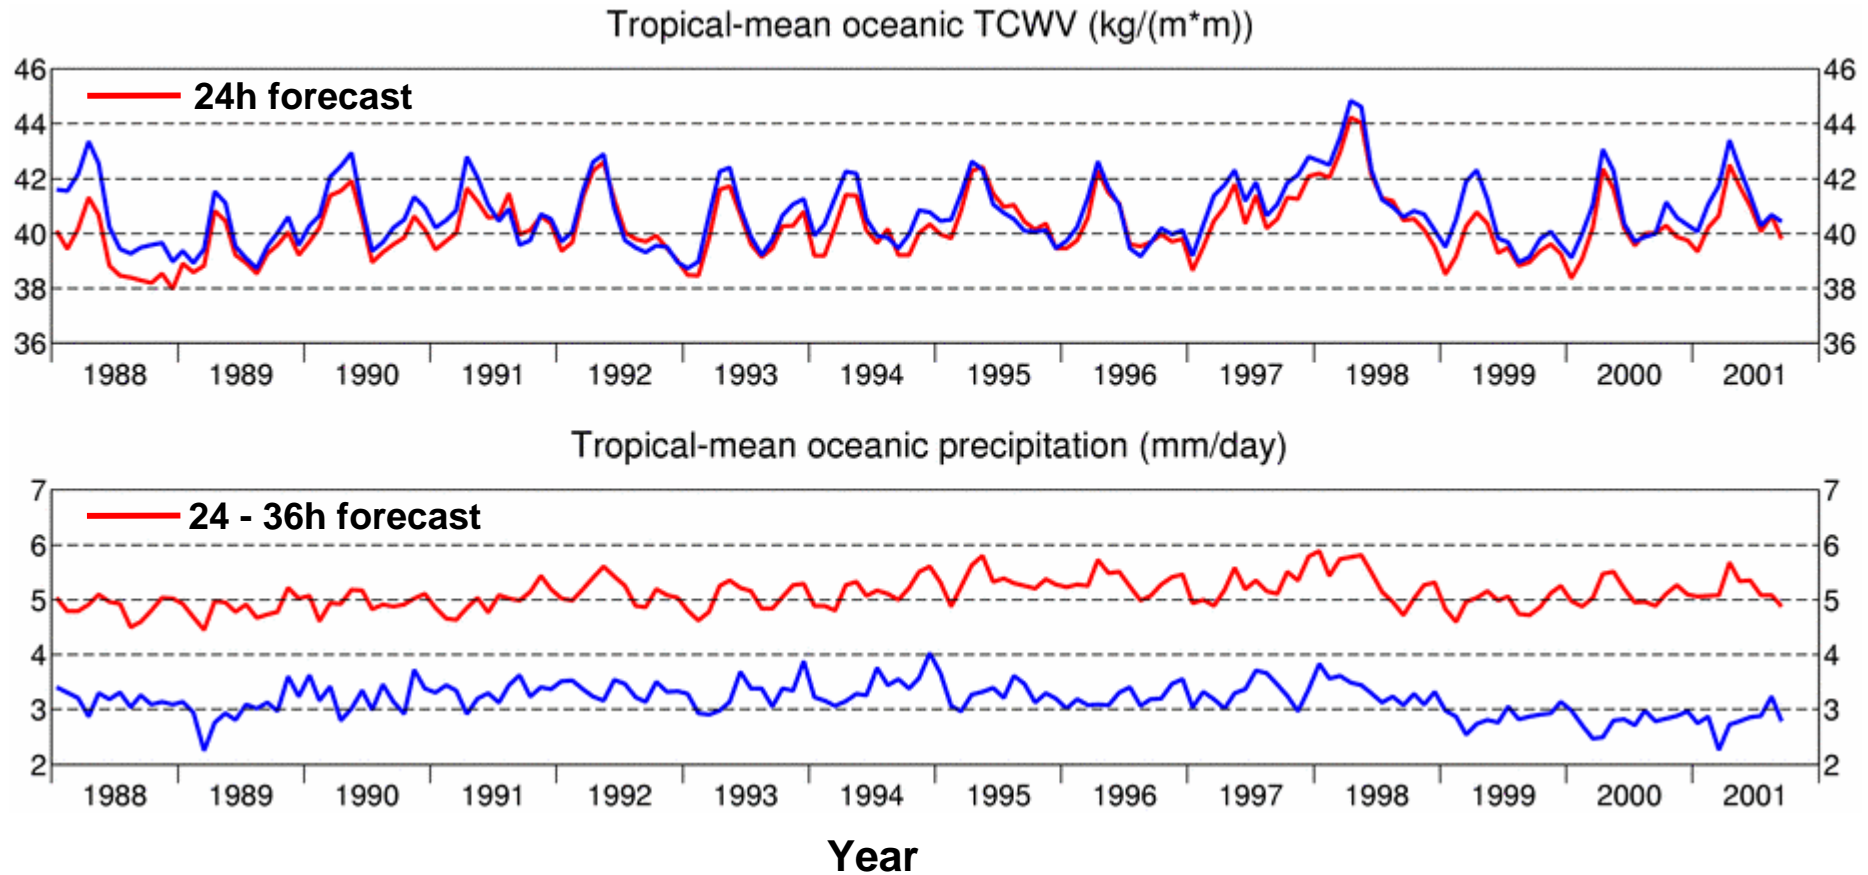 Tropical-mean oceanic TCWV (kg/(m*m))
46 24h forecast 46
44 44
42 42
40 40
38 38
36 36
1988 1989 1990 1991 1992 1993 1994 1995 1996 1997 1998 1999 2000 2001
Tropical-mean oceanic precipitation (mm/day)
7 7
24 - 36h forecast
6 6
5 5
4 4
3 3
2 2
1988 1989 1990 1991 1992 1993 1994 1995 1996 1997 1998 1999 2000 2001
Year